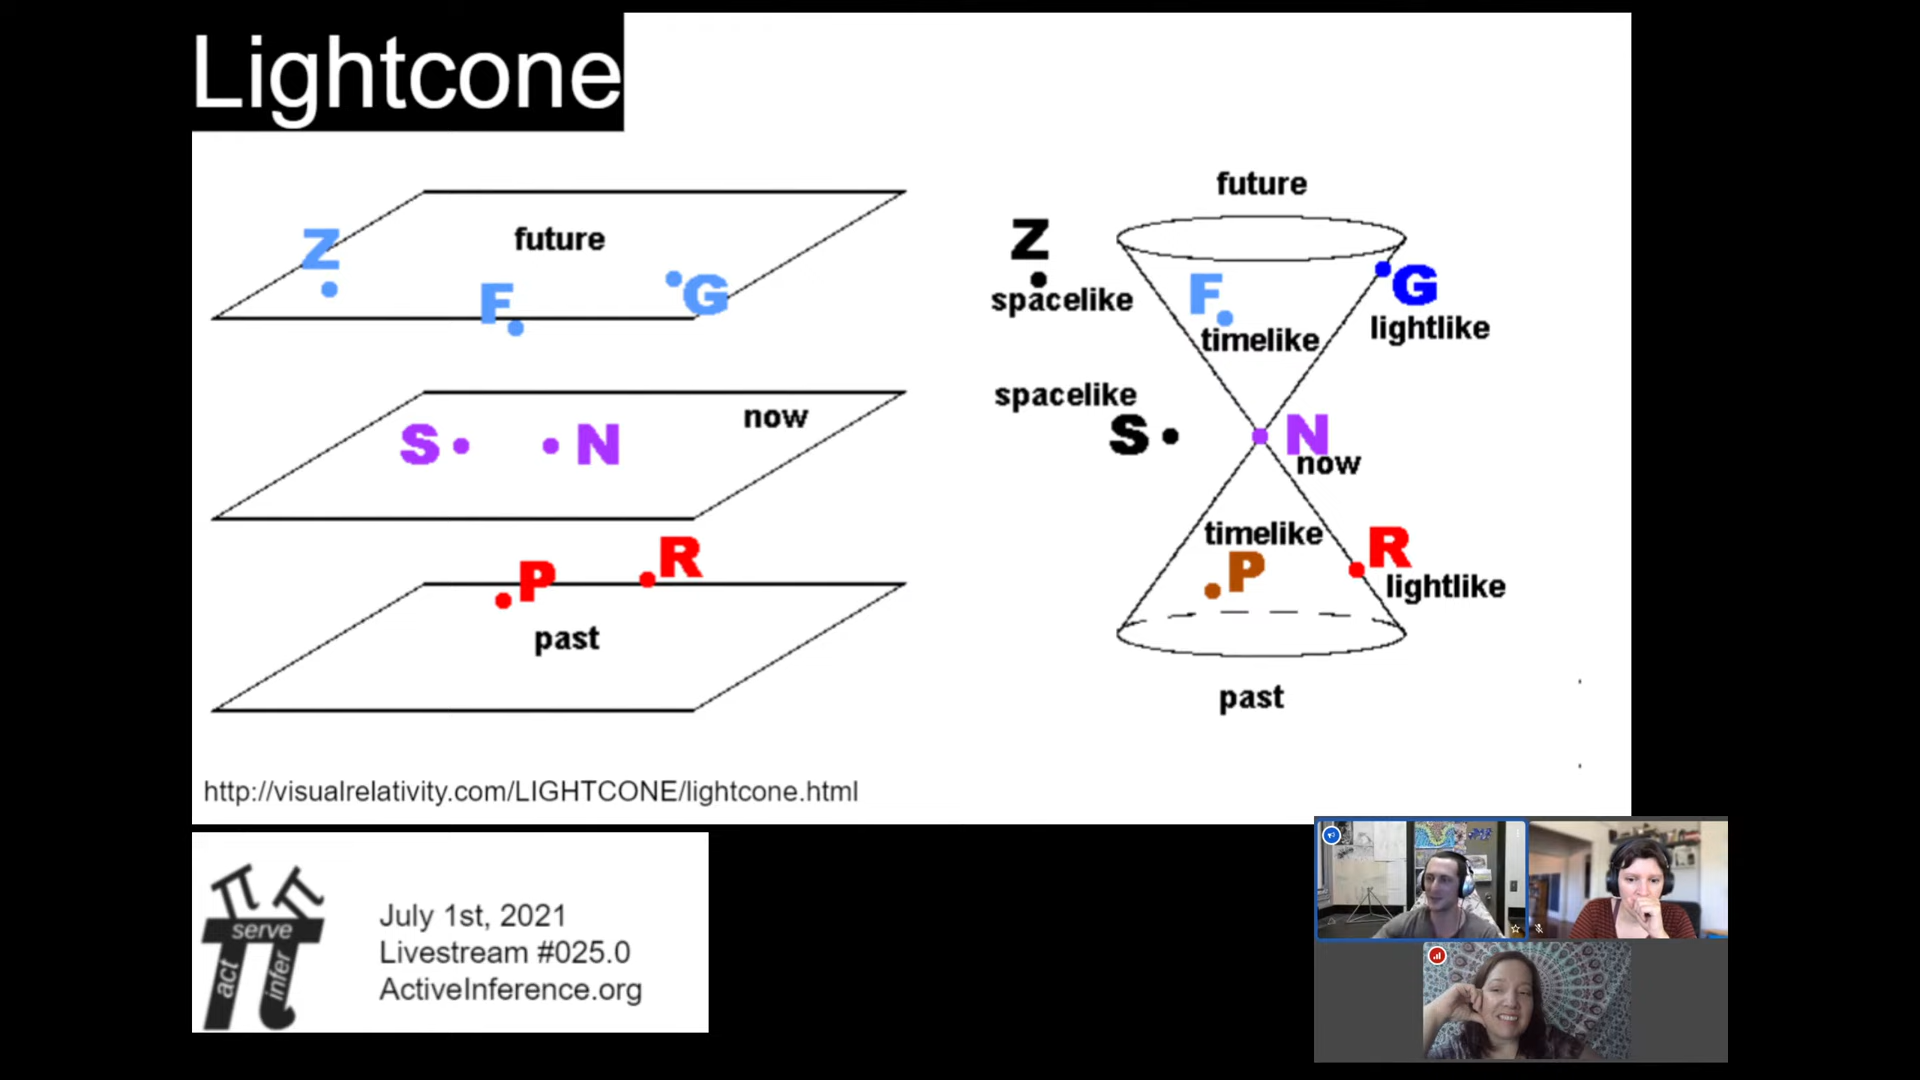 Lightcone
Z
future
F
G
S
N
now
P
R
past
future
Z
spacelike
F
timelike
G
lightlike
spacelike
S
N
now
timelike
P
R
lightlike
past
http://visualrelativity.com/LIGHTCONE/lightcone.html
serve
act
infer
July 1st, 2021
Livestream #025.0
ActiveInference.org